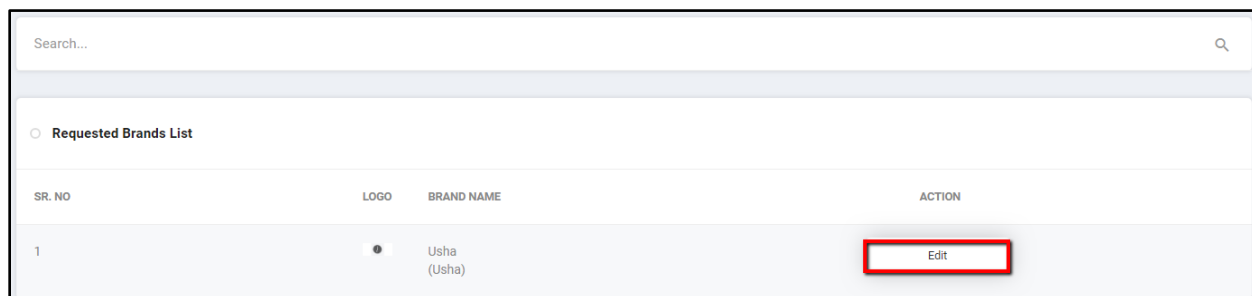 Search...
Requested Brands List
SR. NO LOGO BRAND NAME ACTION
1 Usha Edit
(Usha)